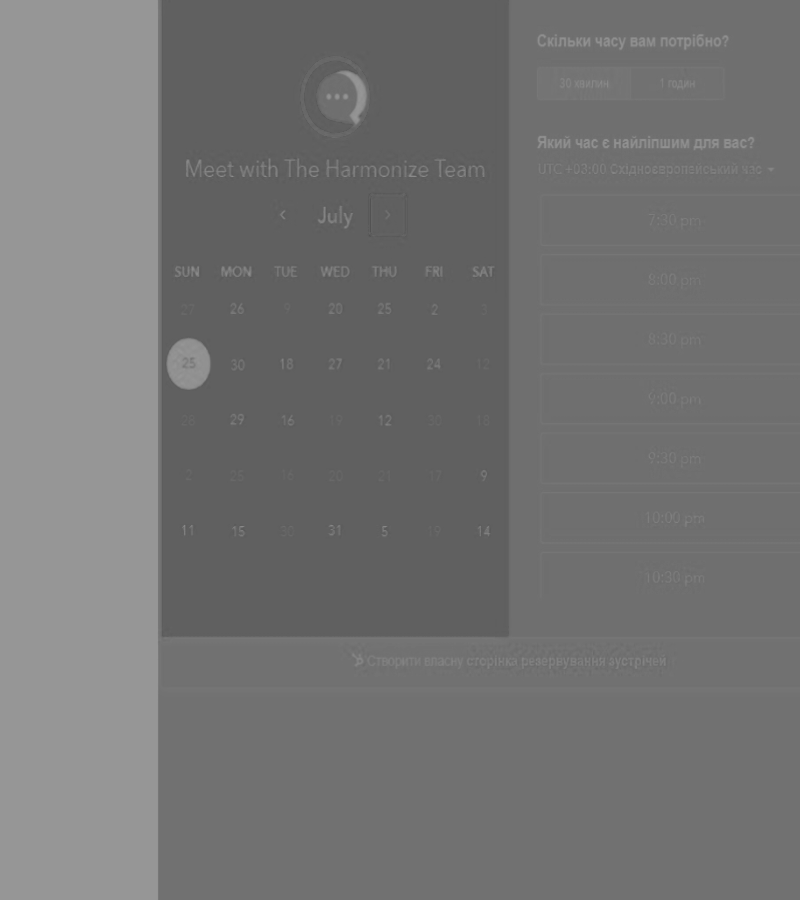 Meet with The Harmonize Team
July
SUN MON TUE WED THU FRI SAT
27 26 9 20 25 2 3
25 30 18 27 21 24 12
28 29 16 19 12 30 18
2 25 16 20 21 17 9
11 15 30 31 5 19 14
Скільки часу вам потрібно?
30 хвилин 1 годин
Який час є найліпшим для вас?
UTC +03:00 Східноєвропейський час
7:30 pm
8:00 pm
8:30 pm
9:00 pm
9:30 pm
10:00 pm
10:30 pm
Створити власну сторінка резервування зустрічей